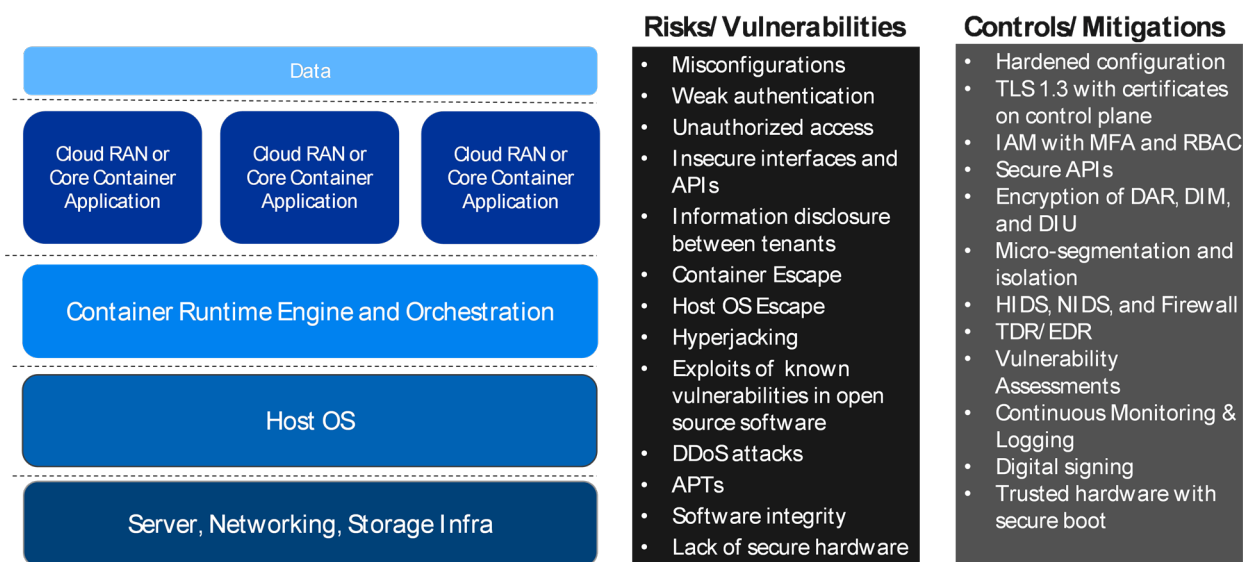 Data
Cloud RAN or
Core Container
Application
Cloud RAN or
Core Container
Application
Cloud RAN or
Core Container
Application
Container Runtime Engine and Orchestration
Host OS
Server, Networking, Storage Infra
Risks/ Vulnerabilities
• Misconfigurations
• Weak authentication
• Unauthorized access
• Insecure interfaces and
APIs
• Information disclosure
between tenants
• Container Escape
• Host OS Escape
• Hyperjacking
• Exploits of known
vulnerabilities in open
source software
• DDoS attacks
• APTs
• Software integrity
• Lack of secure hardware
Controls/ Mitigations
• Hardened configuration
• TLS 1.3 with certificates
on control plane
• IAM with MFA and RBAC
• Secure APIs
• Encryption of DAR, DIM,
and DIU
• Micro-segmentation and
isolation
• HIDS, NIDS, and Firewall
• TDR/ EDR
• Vulnerability
Assessments
• Continuous Monitoring &
Logging
• Digital signing
• Trusted hardware with
secure boot